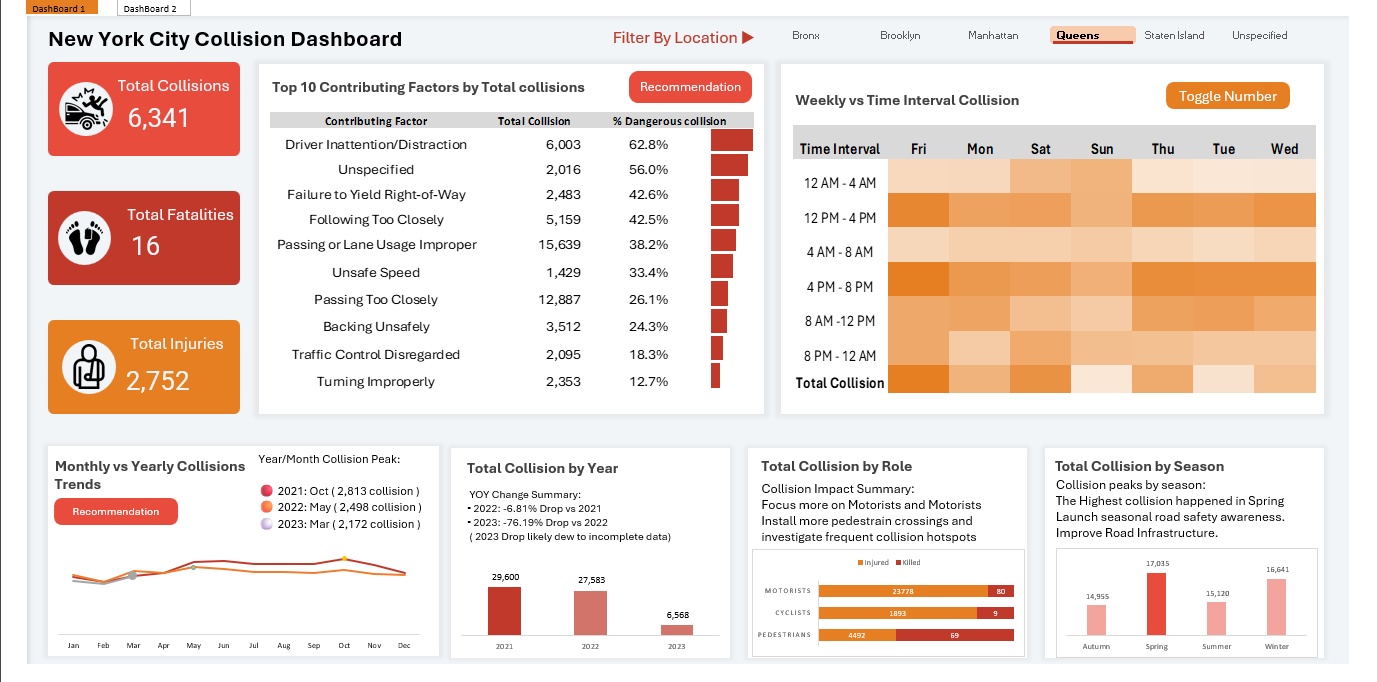 DashBoard 1
DashBoard 2
New York City Collision Dashboard
Filter By Location ▶
Bronx
Brooklyn
Manhattan
Queens
Staten Island
Unspecified
Total Collisions
6,341
Total Fatalities
16
Total Injuries
2,752
Top 10 Contributing Factors by Total collisions
Recommendation
Contributing Factor Total Collision % Dangerous collision
Driver Inattention/Distraction 6,003 62.8%
Unspecified 2,016 56.0%
Failure to Yield Right-of-Way 2,483 42.6%
Following Too Closely 5,159 42.5%
Passing or Lane Usage Improper 15,639 38.2%
Unsafe Speed 1,429 33.4%
Passing Too Closely 12,887 26.1%
Backing Unsafely 3,512 24.3%
Traffic Control Disregarded 2,095 18.3%
Turning Improperly 2,353 12.7%
Weekly vs Time Interval Collision
Toggle Number
Time Interval Fri Mon Sat Sun Thu Tue Wed
12 AM - 4 AM
12 PM - 4 PM
4 AM - 8 AM
4 PM - 8 PM
8 AM -12 PM
8 PM - 12 AM
Total Collision
Monthly vs Yearly Collisions
Trends
Recommendation
Year/Month Collision Peak:
2021: Oct ( 2,813 collision )
2022: May ( 2,498 collision )
2023: Mar ( 2,172 collision )
Jan Feb Mar Apr May Jun Jul Aug Sep Oct Nov Dec
Total Collision by Year
YOY Change Summary:
• 2022: -6.81% Drop vs 2021
• 2023: -76.19% Drop vs 2022
( 2023 Drop likely dew to incomplete data)
29,600
27,583
6,568
2021 2022 2023
Total Collision by Role
Collision Impact Summary:
Focus more on Motorists and Motorists
Install more pedestrain crossings and
investigate frequent collision hotspots
Injured Killed
MOTORISTS 23778 80
CYCLISTS 1893 9
PEDESTRIANS 4492 69
Total Collision by Season
Collision peaks by season:
The Highest collision happened in Spring
Launch seasonal road safety awareness.
Improve Road Infrastructure.
14,955
17,035
15,120
16,641
Autumn Spring Summer Winter